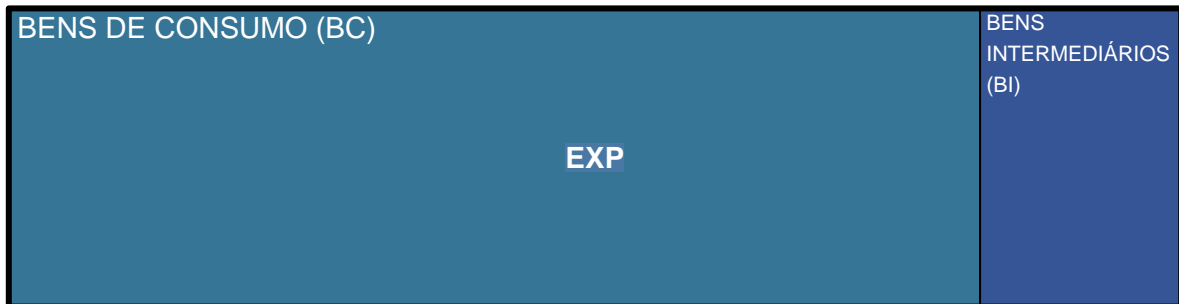 BENS DE CONSUMO (BC)
BENS
INTERMEDIÁRIOS
(BI)
EXP